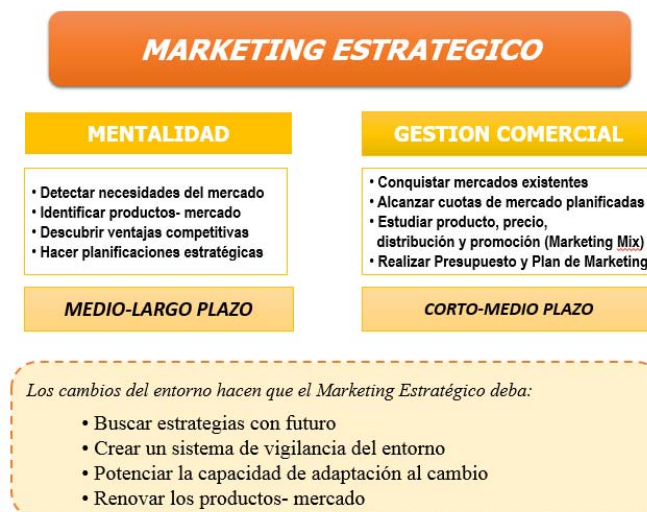 MARKETING ESTRATEGICO
MENTALIDAD
• Detectar necesidades del mercado
• Identificar productos- mercado
• Descubrir ventajas competitivas
• Hacer planificaciones estratégicas
MEDIO-LARGO PLAZO
GESTION COMERCIAL
• Conquistar mercados existentes
• Alcanzar cuotas de mercado planificadas
• Estudiar producto, precio,
distribución y promoción (Marketing Mix)
• Realizar Presupuesto y Plan de Marketing
CORTO-MEDIO PLAZO
Los cambios del entorno hacen que el Marketing Estratégico deba:
• Buscar estrategias con futuro
• Crear un sistema de vigilancia del entorno
• Potenciar la capacidad de adaptación al cambio
• Renovar los productos- mercado